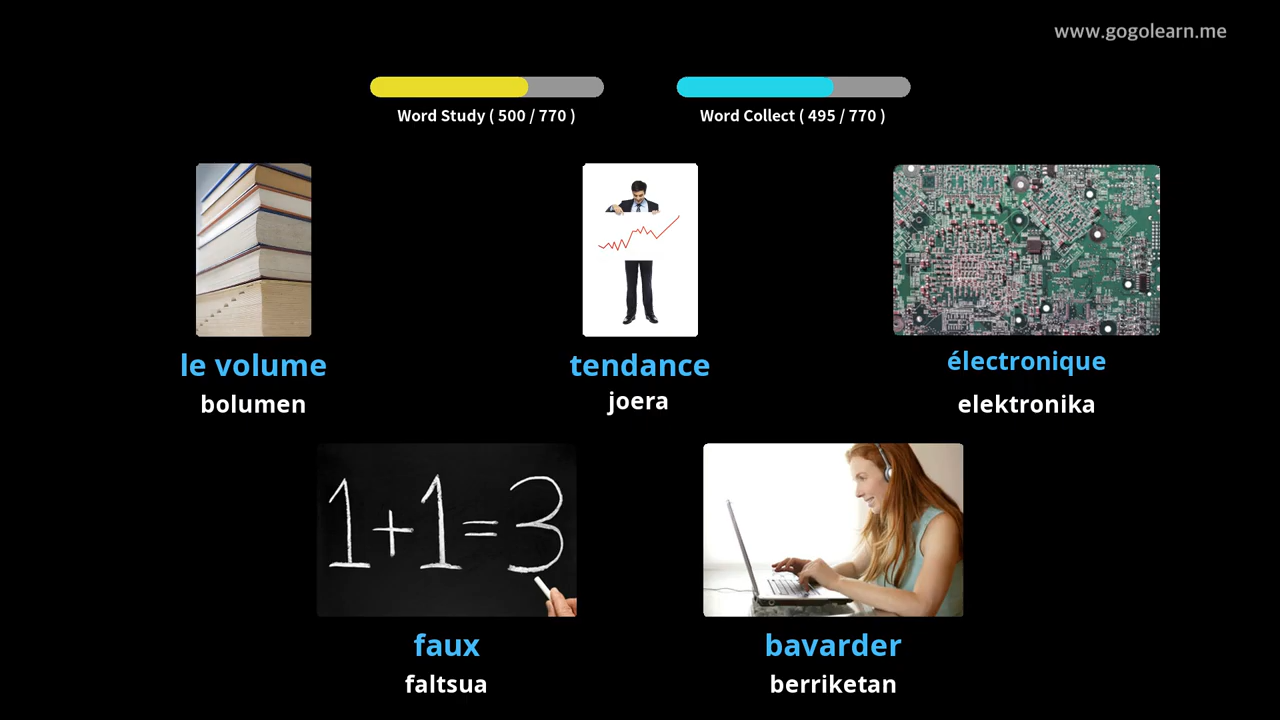 www.gogolearn.me
Word Study ( 500 / 770 )
Word Collect ( 495 / 770 )
le volume
bolumen
tendance
joera
électronique
elektronika
1+1=3
faux
faltsua
bavarder
berriketan